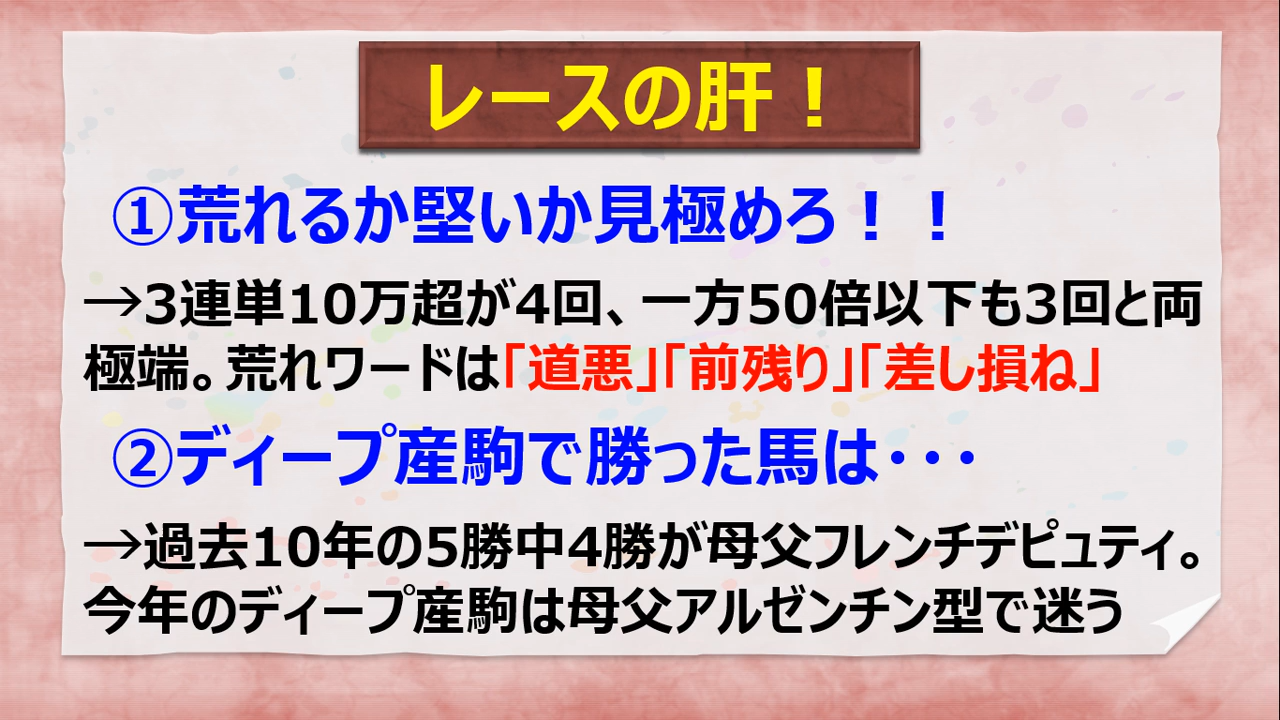 レースの肝！
①荒れるか堅いか見極めろ！！
→3連単10万超が4回、一方50倍以下も3回と両
極端。荒れワードは「道悪」「前残り」「差し損ね」
②ディープ産駒で勝った馬は・・・
→過去10年の5勝中4勝が母父フレンチデピュティ。
今年のディープ産駒は母父アルゼンチン型で迷う